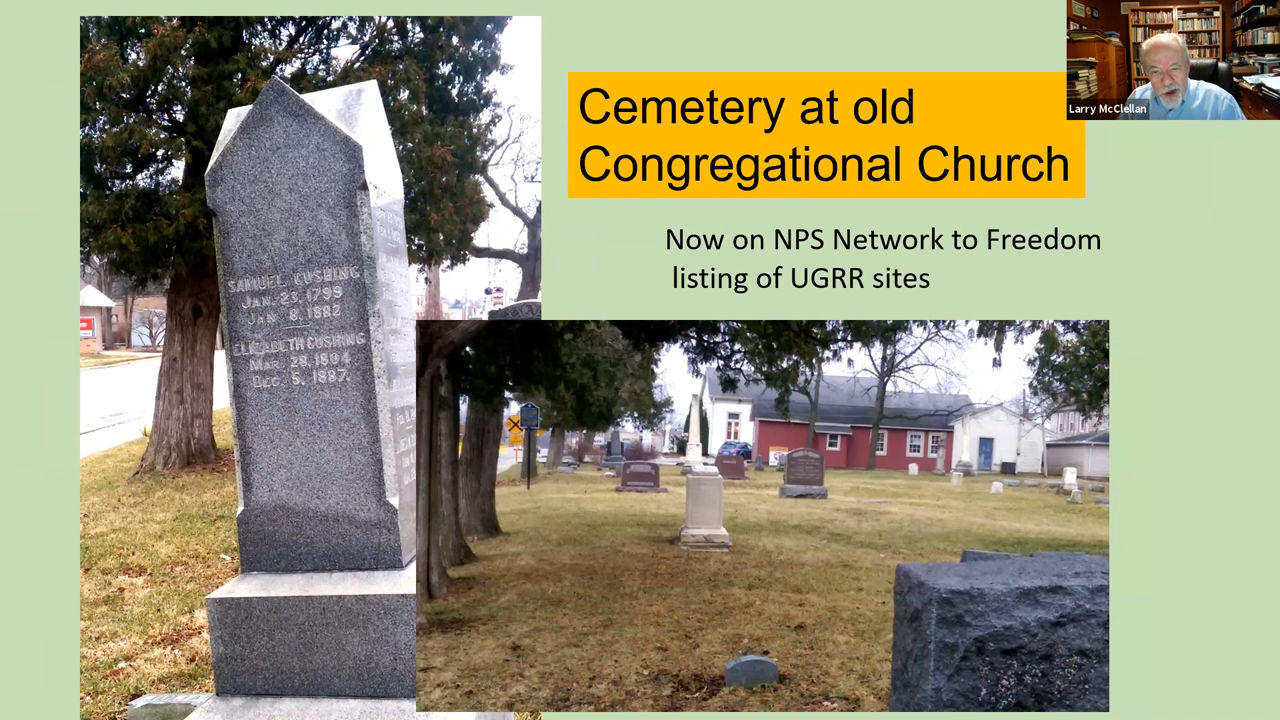 Cemetery at old
Congregational Church
Larry McClellan
Now on NPS Network to Freedom
listing of UGRR sites
SAMUEL CUSHING
JAN. 23, 1799
JAN. 8, 1882
ELIZABETH CUSHING
MAR. 28, 1804
DEC. 5, 1887.